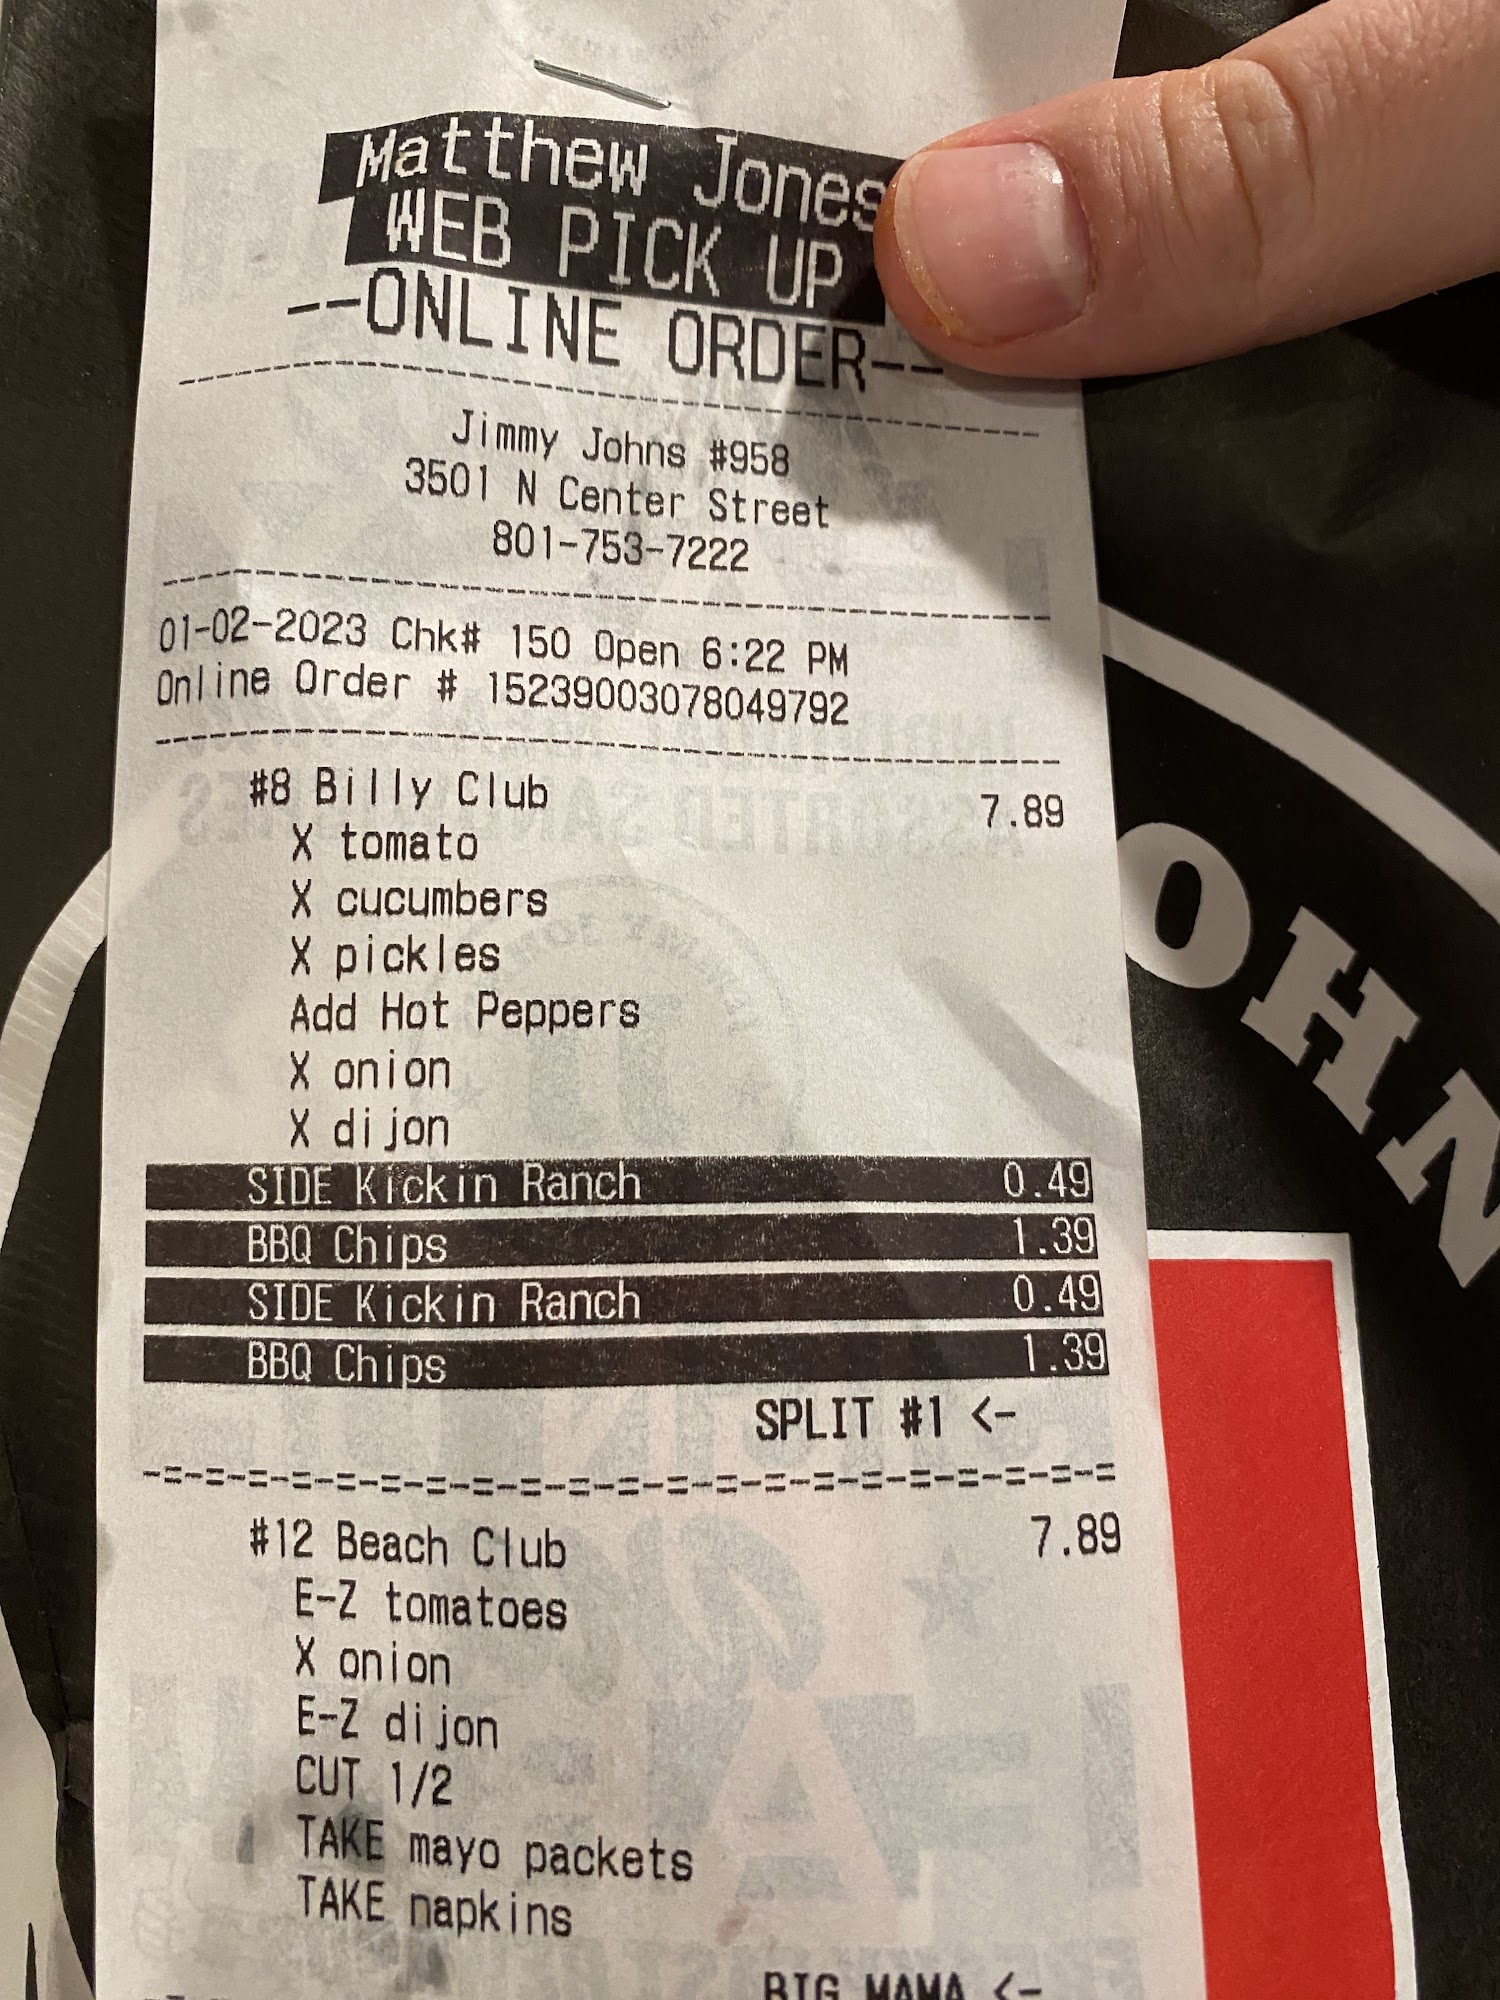 Matthew Jones
WEB PICK UP
--ONLINE ORDER--
Jimmy Johns #958
3501 N Center Street
801-753-7222
01-02-2023 Chk# 150 Open 6:22 PM
Online Order # 15239003078049792
#8 Billy Club 7.89
X tomato
X cucumbers
X pickles
Add Hot Peppers
X onion
X dijon
SIDE Kickin Ranch 0.49
BBQ Chips 1.39
SIDE Kickin Ranch 0.49
BBQ Chips 1.39
SPLIT #1 <-
-=-=-=-=-=-=-=-=-=-=-=-=-=-=-=-=-=-=-=-=
#12 Beach Club 7.89
E-Z tomatoes
X onion
E-Z dijon
CUT 1/2
TAKE mayo packets
TAKE napkins
BIG MAMA <-
OHN